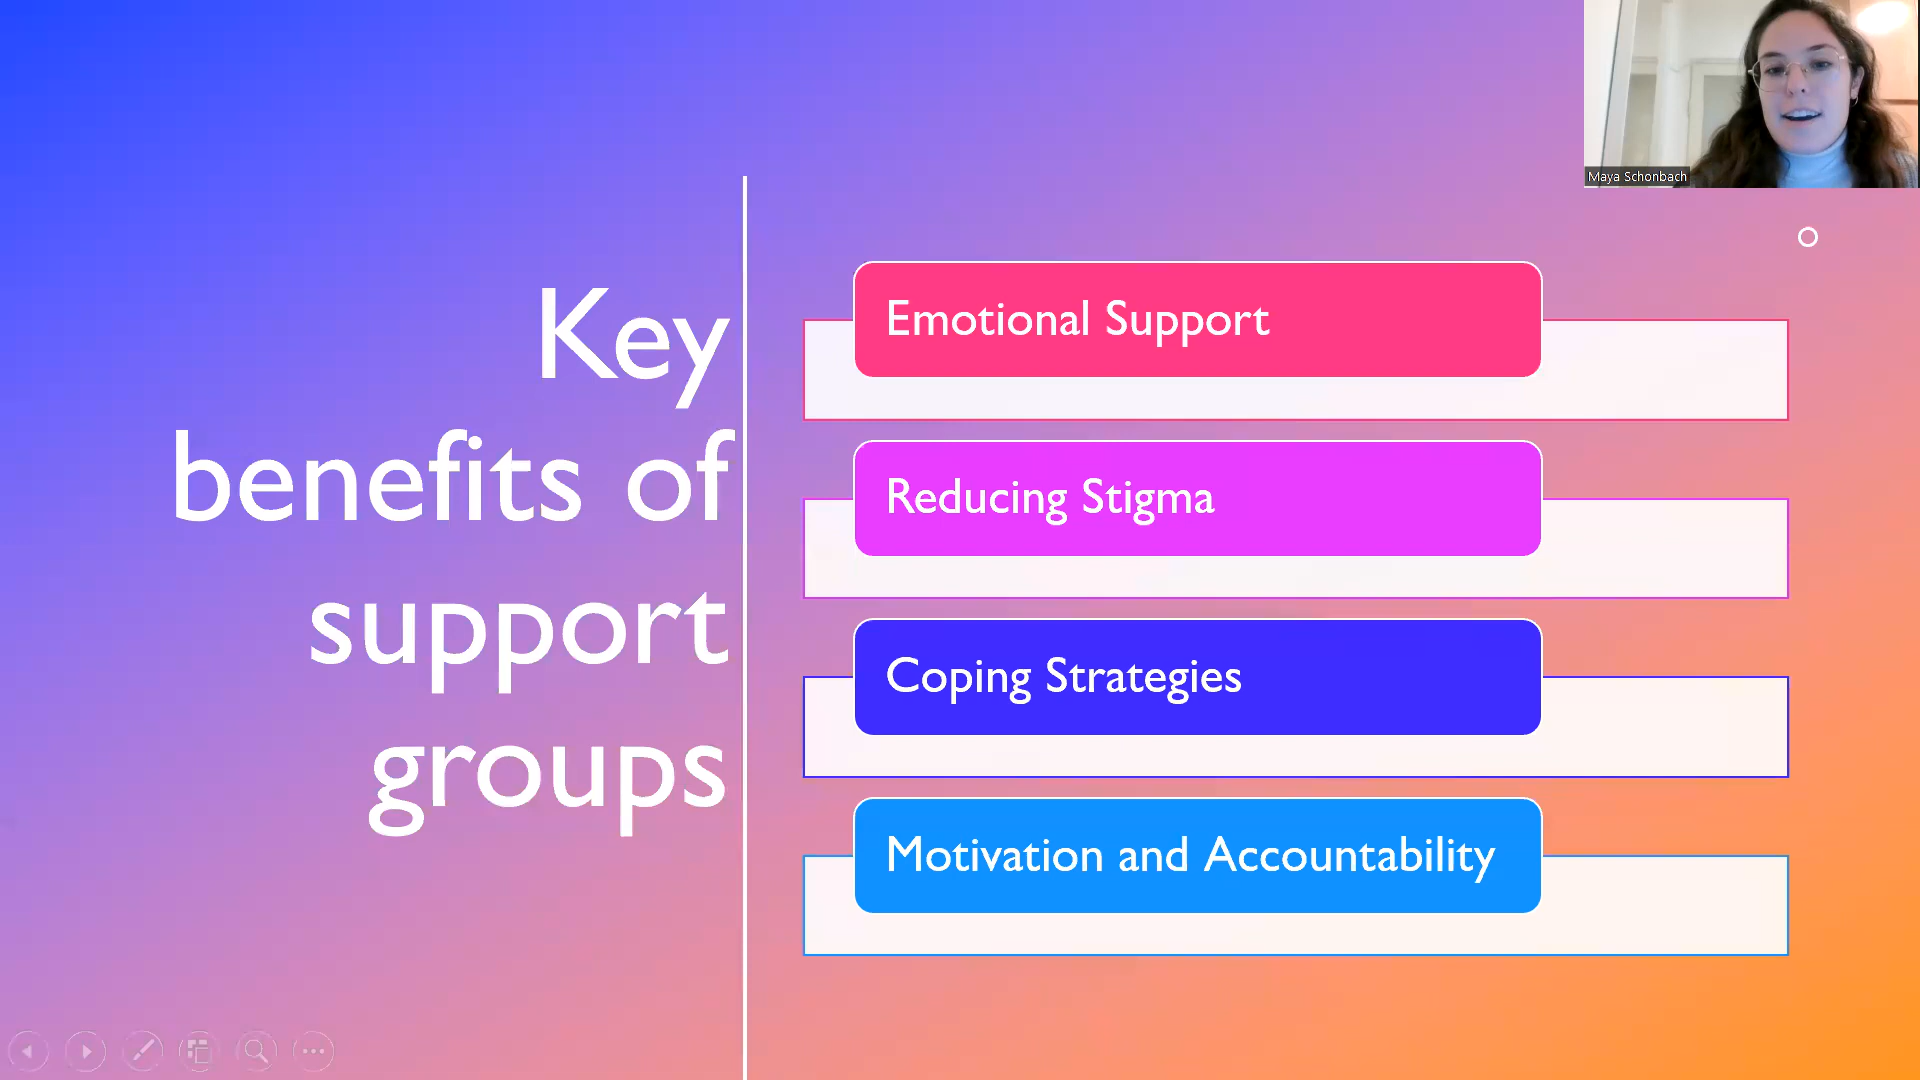 Maya Schonbach
Key
benefits of
support
groups
Emotional Support
Reducing Stigma
Coping Strategies
Motivation and Accountability